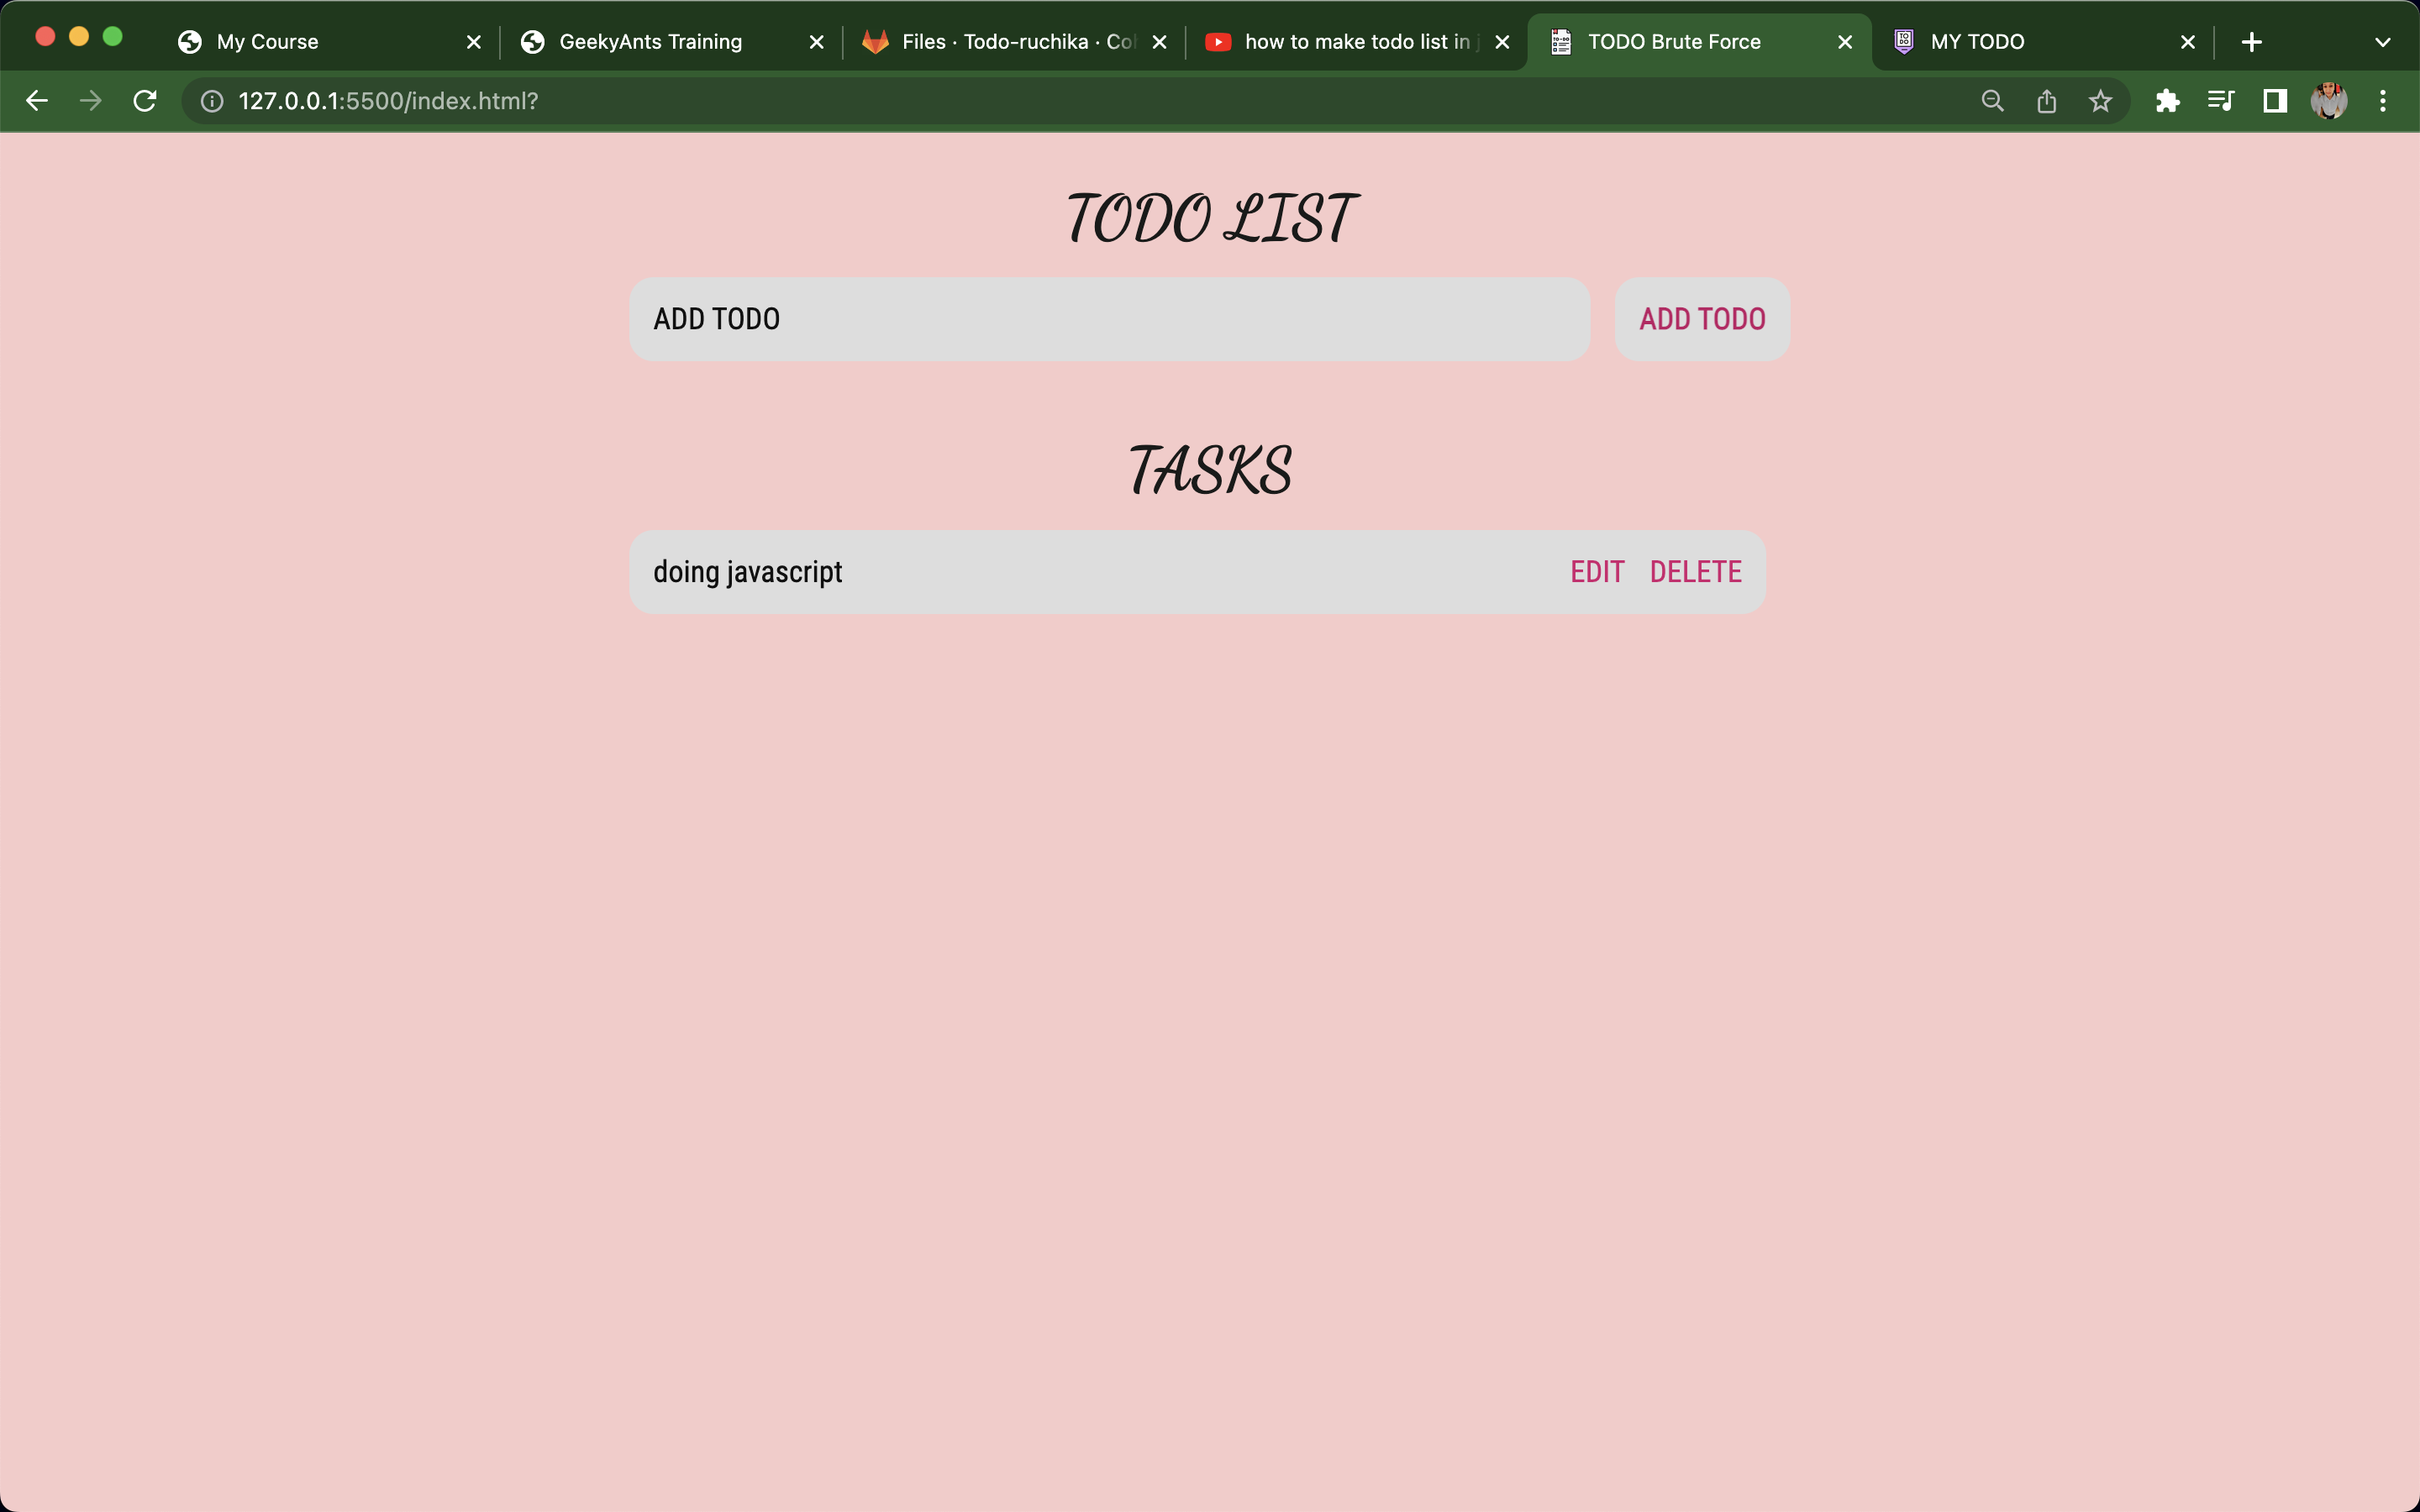 My Course
GeekyAnts Training
Files · Todo-ruchika · Co
how to make todo list in
TODO Brute Force
MY TODO
127.0.0.1:5500/index.html?
TODO LIST
ADD TODO
ADD TODO
TASKS
doing javascript
EDIT
DELETE